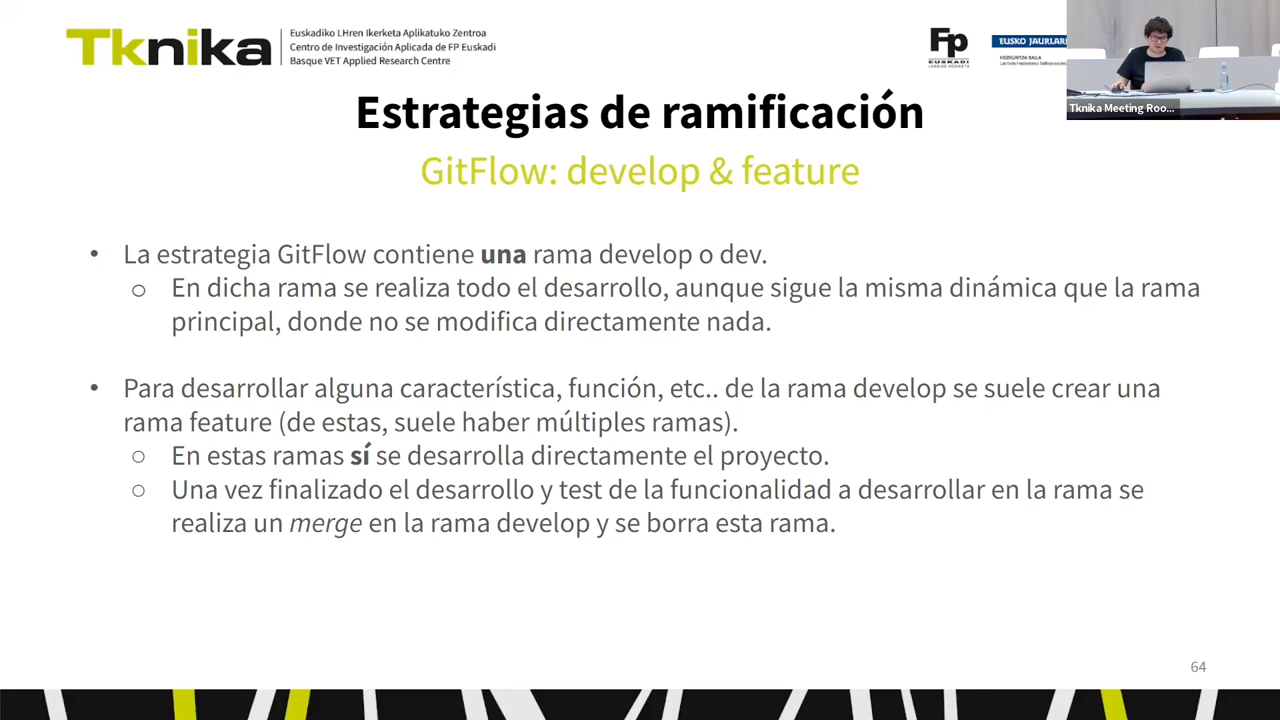 Tknika
Euskadiko LHren Ikerketa Aplikatuko Zentroa
Centro de Investigación Aplicada de FP Euskadi
Basque VET Applied Research Centre
Fp
EUSKADI
LANBIDE HEZIKETA
EUSKO JAURLARI
HEZKUNTZA SAILA
Tknika Meeting Roo...
Estrategias de ramificación
GitFlow: develop & feature
• La estrategia GitFlow contiene una rama develop o dev.
○ En dicha rama se realiza todo el desarrollo, aunque sigue la misma dinámica que la rama
principal, donde no se modifica directamente nada.
• Para desarrollar alguna característica, función, etc.. de la rama develop se suele crear una
rama feature (de estas, suele haber múltiples ramas).
○ En estas ramas sí se desarrolla directamente el proyecto.
○ Una vez finalizado el desarrollo y test de la funcionalidad a desarrollar en la rama se
realiza un merge en la rama develop y se borra esta rama.
64